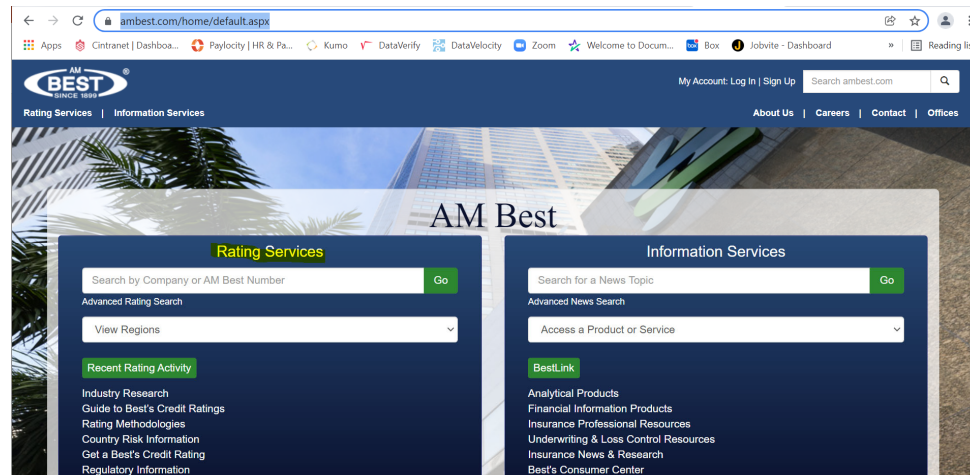 ambest.com/home/default.aspx
Apps Cintranet | Dashboa... Paylocity | HR & Pa... Kumo DataVerify DataVelocity Zoom Welcome to Docum... box Box Jobvite - Dashboard » Reading lis
AM
BEST®
SINCE 1899
My Account: Log In | Sign Up Search ambest.com
Rating Services | Information Services About Us | Careers | Contact | Offices
AM Best
Rating Services
Search by Company or AM Best Number Go
Advanced Rating Search
View Regions
Recent Rating Activity
Industry Research
Guide to Best's Credit Ratings
Rating Methodologies
Country Risk Information
Get a Best's Credit Rating
Regulatory Information
Information Services
Search for a News Topic Go
Advanced News Search
Access a Product or Service
BestLink
Analytical Products
Financial Information Products
Insurance Professional Resources
Underwriting & Loss Control Resources
Insurance News & Research
Best's Consumer Center